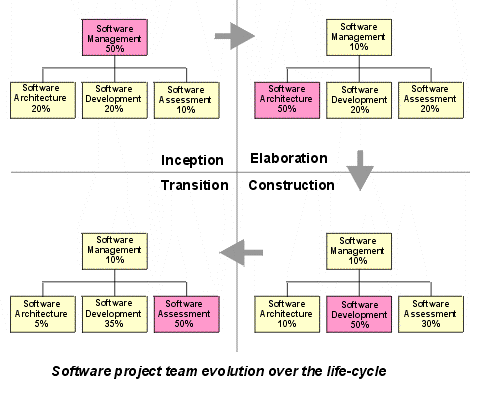 Software
Management
50%
Software
Architecture
20%
Software
Development
20%
Software
Assessment
10%
Inception
Software
Management
10%
Software
Architecture
50%
Software
Development
20%
Software
Assessment
20%
Elaboration
Transition
Software
Management
10%
Software
Architecture
5%
Software
Development
35%
Software
Assessment
50%
Construction
Software
Management
10%
Software
Architecture
10%
Software
Development
50%
Software
Assessment
30%
Software project team evolution over the life-cycle